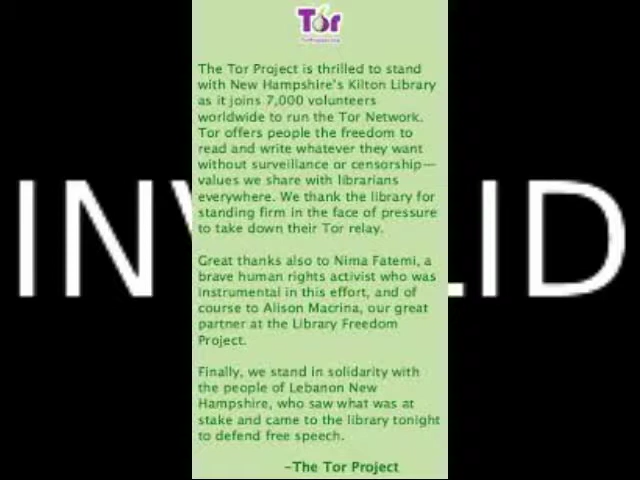 Tor
The Tor Project is thrilled to stand
with New Hampshire's Kilton Library
as it joins 7,000 volunteers
worldwide to run the Tor Network.
Tor offers people the freedom to
read and write whatever they want
without surveillance or censorship—
values we share with librarians
everywhere. We thank the library for
standing firm in the face of pressure
to take down their Tor relay.
Great thanks also to Nima Fatemi, a
brave human rights activist who was
instrumental in this effort, and of
course to Alison Macrina, our great
partner at the Library Freedom
Project.
Finally, we stand in solidarity with
the people of Lebanon New
Hampshire, who saw what was at
stake and came to the library tonight
to defend free speech.
–The Tor Project
INV LID